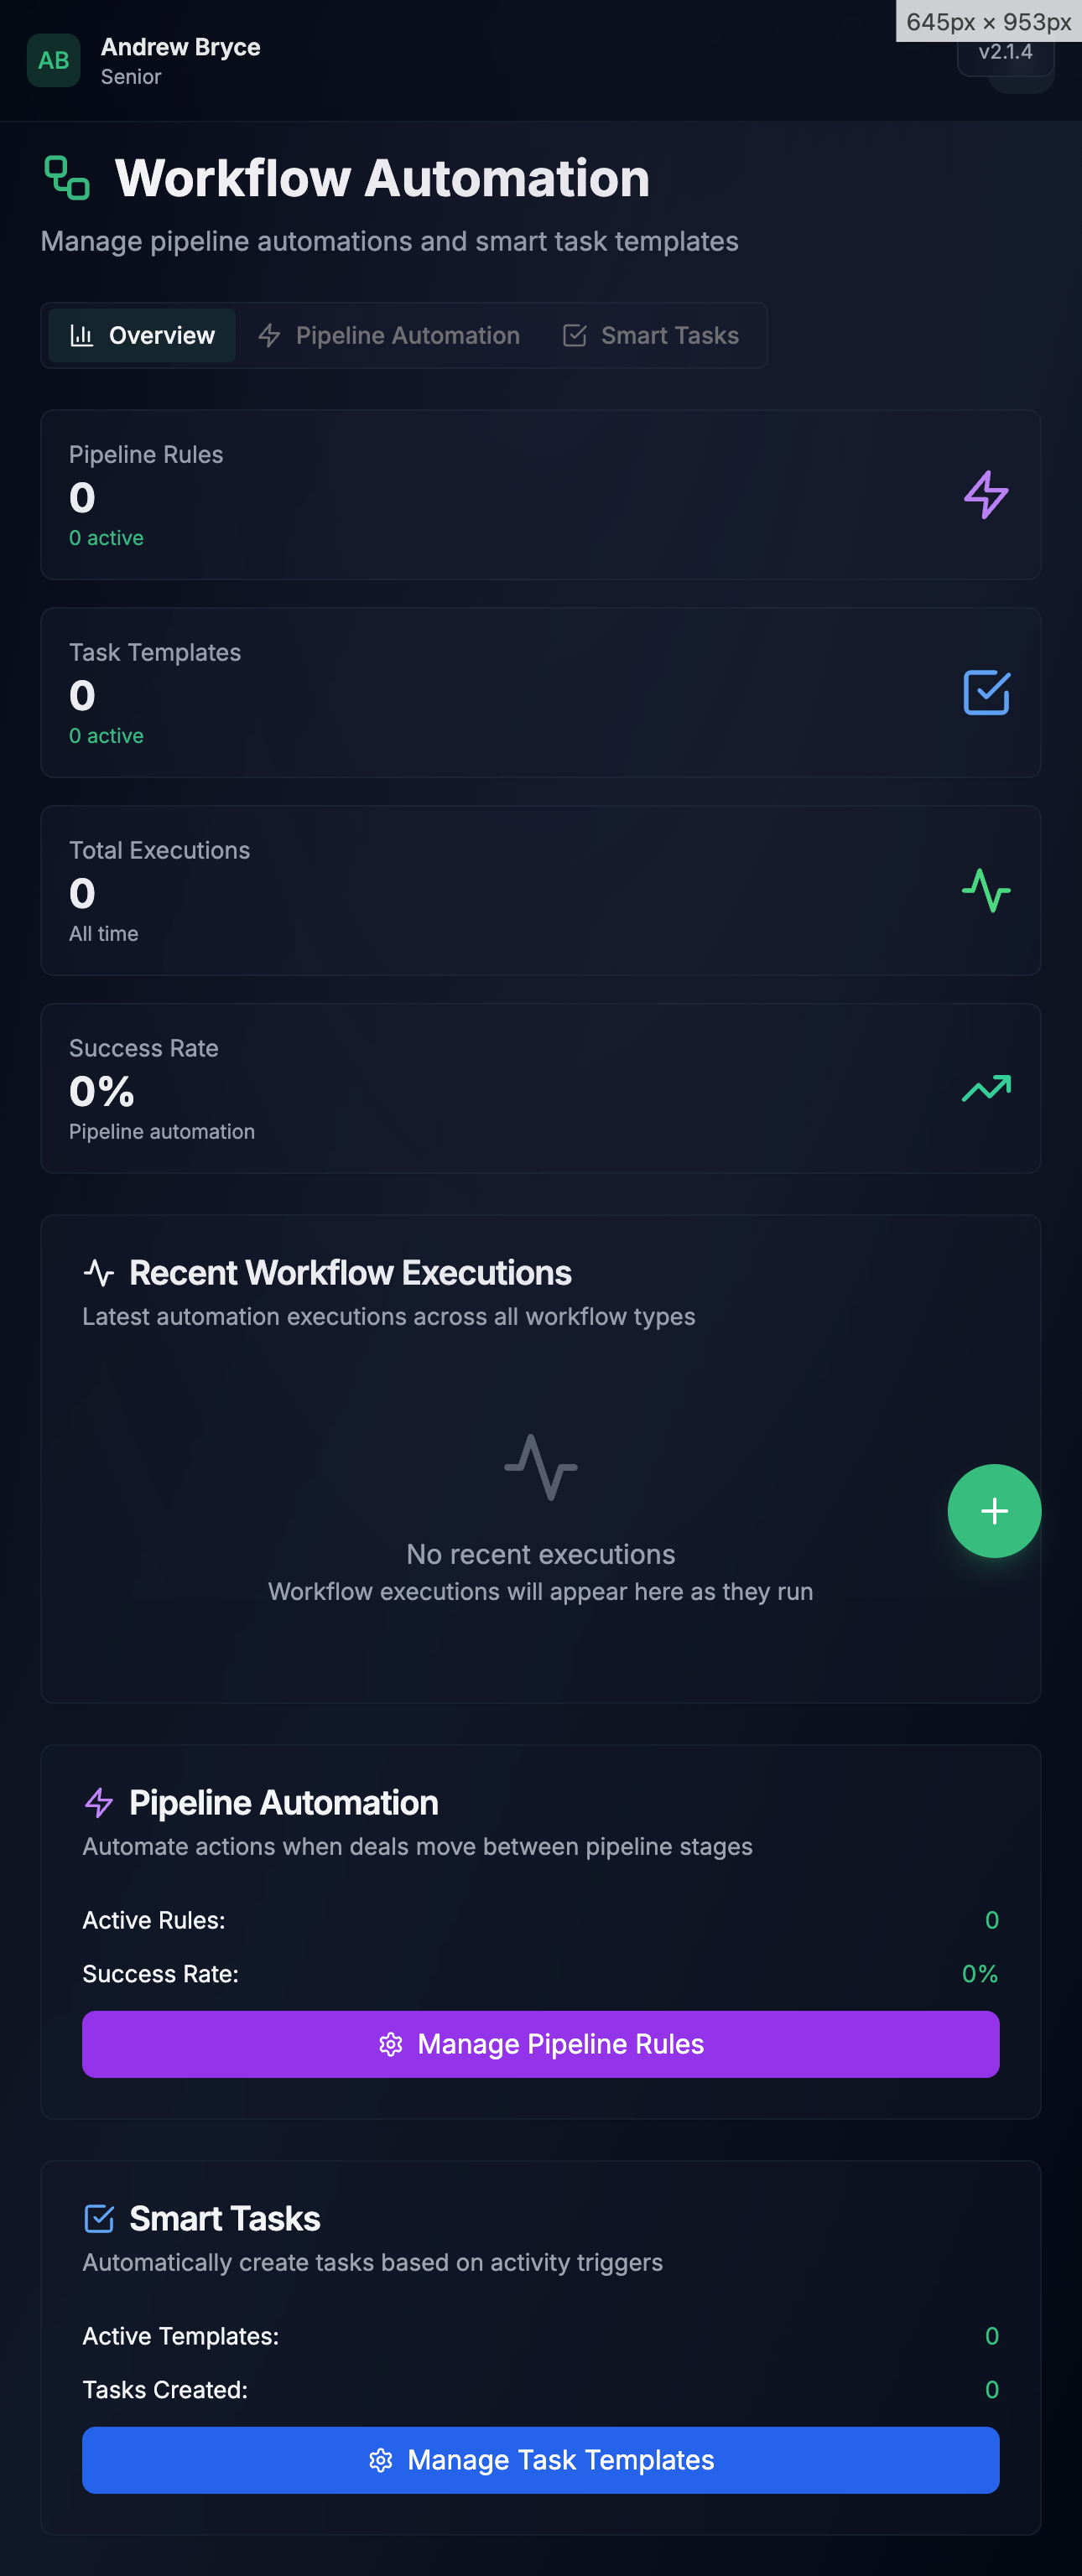 645px × 953px
AB
Andrew Bryce
Senior
v2.1.4
Workflow Automation
Manage pipeline automations and smart task templates
Overview
Pipeline Automation
Smart Tasks
Pipeline Rules
0
0 active
Task Templates
0
0 active
Total Executions
0
All time
Success Rate
0%
Pipeline automation
Recent Workflow Executions
Latest automation executions across all workflow types
No recent executions
Workflow executions will appear here as they run
Pipeline Automation
Automate actions when deals move between pipeline stages
Active Rules: 0
Success Rate: 0%
Manage Pipeline Rules
Smart Tasks
Automatically create tasks based on activity triggers
Active Templates: 0
Tasks Created: 0
Manage Task Templates